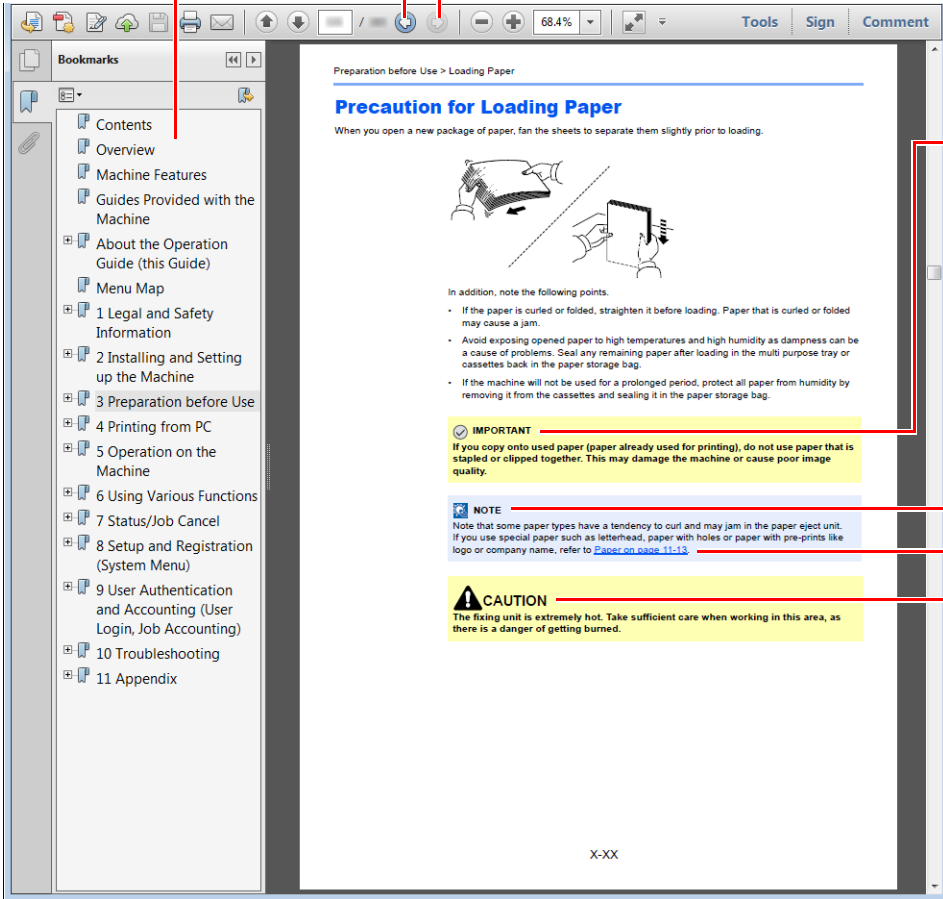 /
68.4%
Tools
Sign
Comment
Bookmarks
Contents
Overview
Machine Features
Guides Provided with the
Machine
About the Operation
Guide (this Guide)
Menu Map
1 Legal and Safety
Information
2 Installing and Setting
up the Machine
3 Preparation before Use
4 Printing from PC
5 Operation on the
Machine
6 Using Various Functions
7 Status/Job Cancel
8 Setup and Registration
(System Menu)
9 User Authentication
and Accounting (User
Login, Job Accounting)
10 Troubleshooting
11 Appendix
Preparation before Use > Loading Paper
Precaution for Loading Paper
When you open a new package of paper, fan the sheets to separate them slightly prior to loading.
In addition, note the following points.
• If the paper is curled or folded, straighten it before loading. Paper that is curled or folded
may cause a jam.
• Avoid exposing opened paper to high temperatures and high humidity as dampness can be
a cause of problems. Seal any remaining paper after loading in the multi purpose tray or
cassettes back in the paper storage bag.
• If the machine will not be used for a prolonged period, protect all paper from humidity by
removing it from the cassettes and sealing it in the paper storage bag.
IMPORTANT
If you copy onto used paper (paper already used for printing), do not use paper that is
stapled or clipped together. This may damage the machine or cause poor image
quality.
NOTE
Note that some paper types have a tendency to curl and may jam in the paper eject unit.
If you use special paper such as letterhead, paper with holes or paper with pre-prints like
logo or company name, refer to Paper on page 11-13.
CAUTION
The fixing unit is extremely hot. Take sufficient care when working in this area, as
there is a danger of getting burned.
X-XX